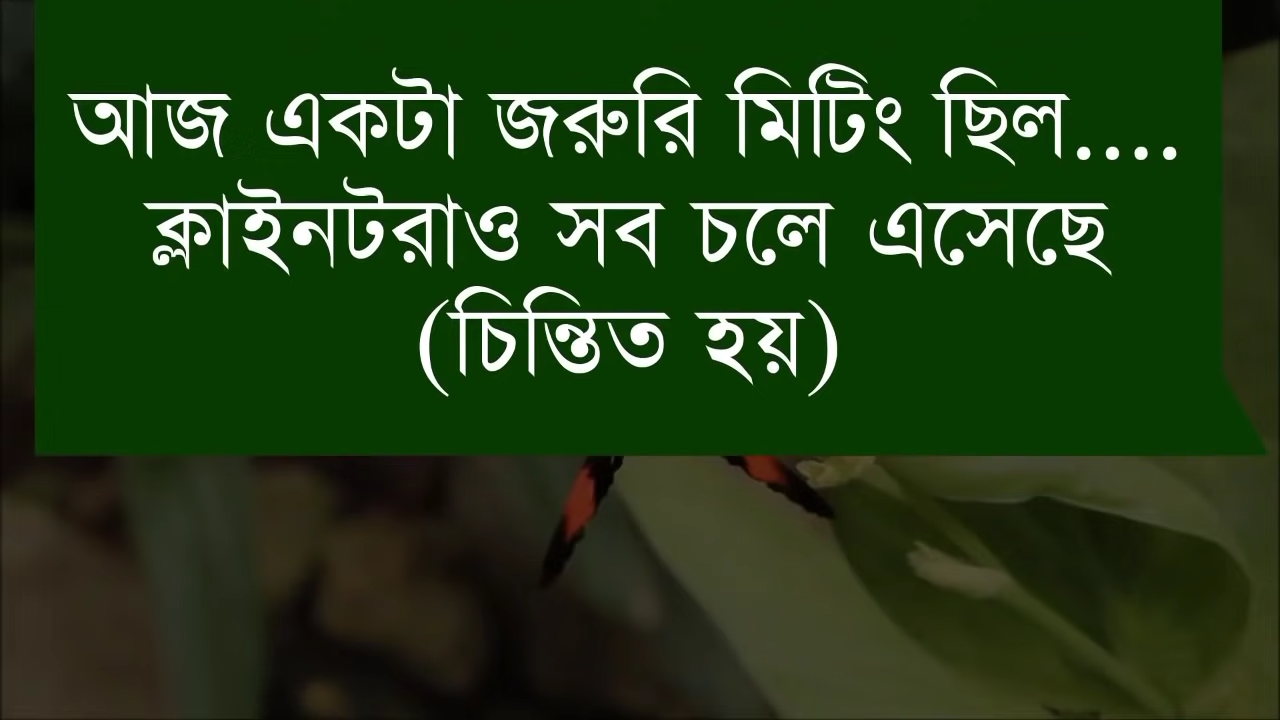 আজ একটা জরুরি মিটিং ছিল....
ক্লাইনটরাও সব চলে এসেছে
(চিন্তিত হয়)